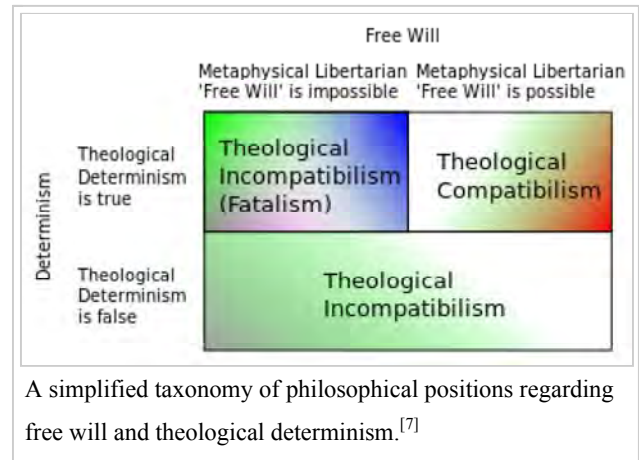 Free Will
Metaphysical Libertarian
'Free Will' is impossible
Metaphysical Libertarian
'Free Will' is possible
Determinism
Theological
Determinism
is true
Theological
Incompatibilism
(Fatalism)
Theological
Compatibilism
Theological
Determinism
is false
Theological
Incompatibilism
A simplified taxonomy of philosophical positions regarding
free will and theological determinism.[7]